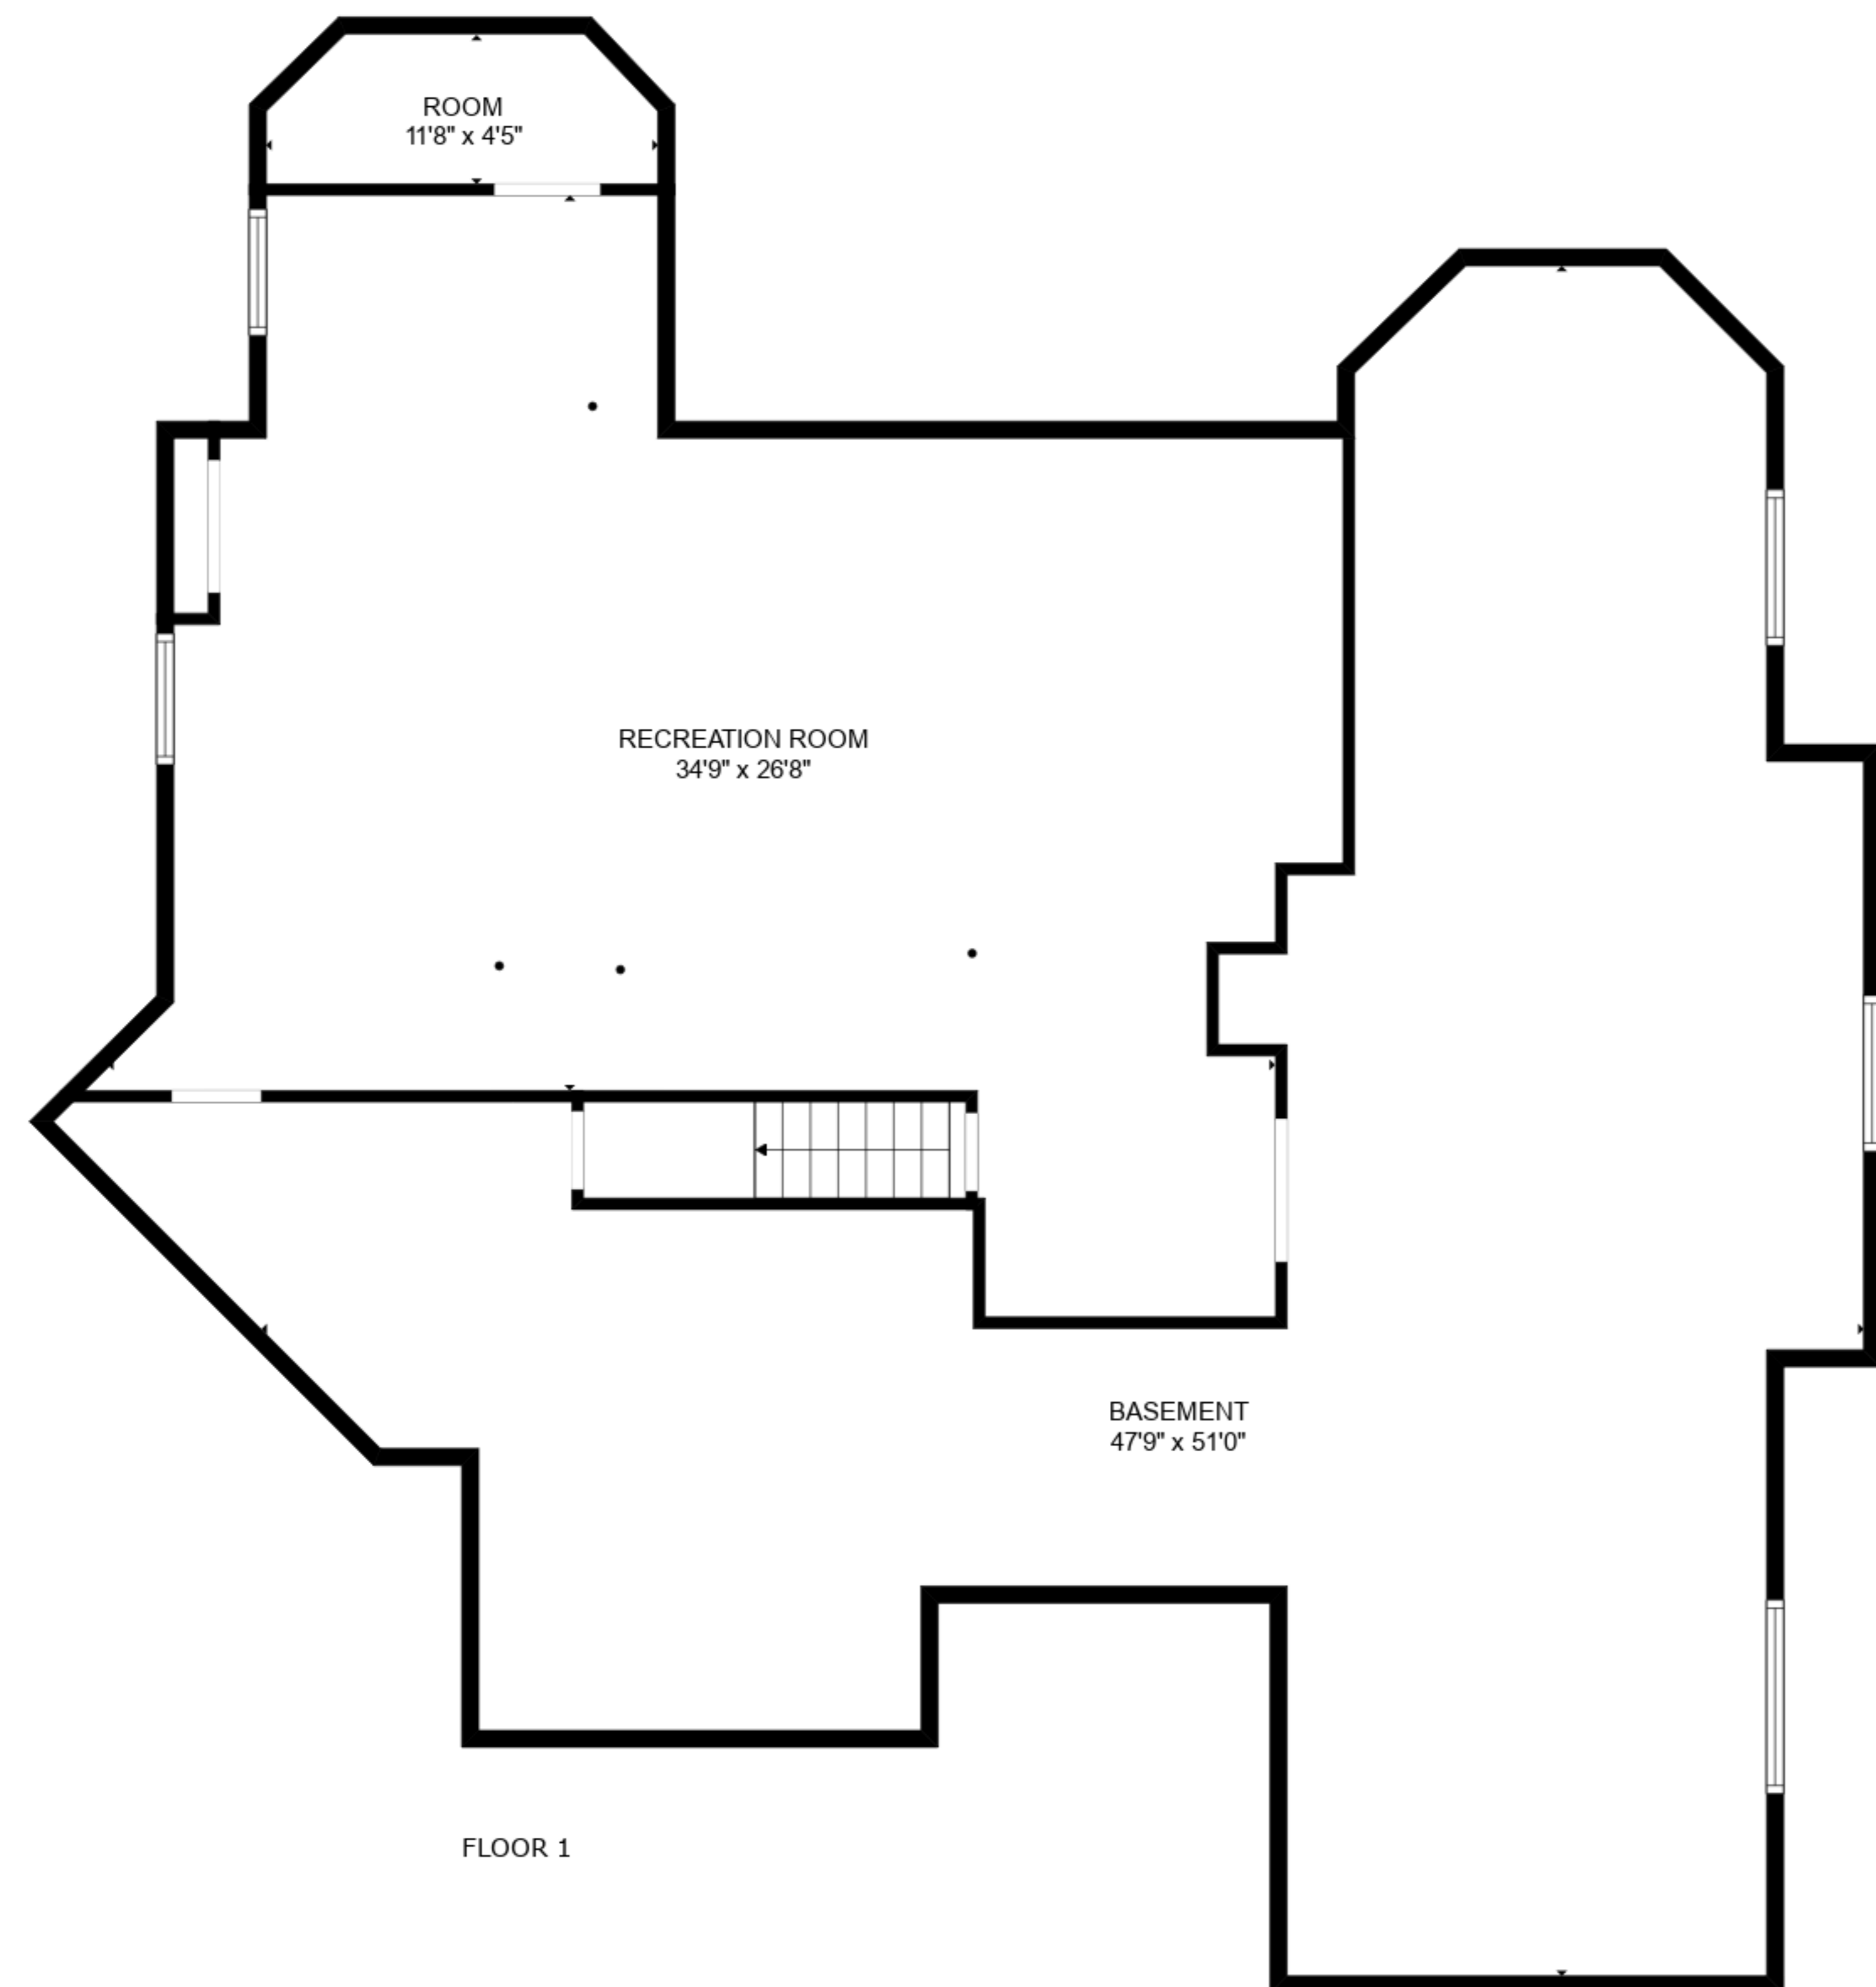 ROOM
11'8" x 4'5"
RECREATION ROOM
34'9" x 26'8"
BASEMENT
47'9" x 51'0"
FLOOR 1